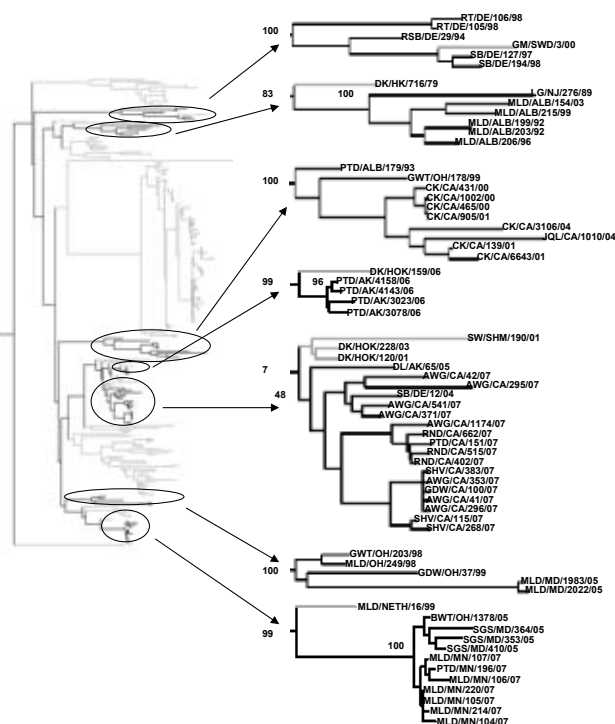 RT/DE/106/98
100
RT/DE/105/98
RSB/DE/29/94
GM/SWD/3/00
SB/DE/127/97
SB/DE/194/98
DK/HK/716/79
83
100
LG/NJ/276/89
MLD/ALB/154/03
MLD/ALB/215/99
MLD/ALB/199/92
MLD/ALB/203/92
MLD/ALB/206/96
PTD/ALB/179/93
100
GWT/OH/178/99
CK/CA/431/00
CK/CA/1002/00
CK/CA/465/00
CK/CA/905/01
CK/CA/3106/04
JQL/CA/1010/04
CK/CA/139/01
CK/CA/6643/01
DK/HOK/159/06
99
96
PTD/AK/4158/06
PTD/AK/4143/06
PTD/AK/3023/06
PTD/AK/3078/06
SW/SHM/190/01
DK/HOK/228/03
DK/HOK/120/01
7
DL/AK/65/05
AWG/CA/42/07
AWG/CA/295/07
48
SB/DE/12/04
AWG/CA/541/07
AWG/CA/371/07
AWG/CA/1174/07
RND/CA/662/07
PTD/CA/151/07
RND/CA/515/07
RND/CA/402/07
SHV/CA/383/07
AWG/CA/353/07
GDW/CA/100/07
AWG/CA/41/07
AWG/CA/296/07
SHV/CA/115/07
SHV/CA/268/07
GWT/OH/203/98
MLD/OH/249/98
100
GDW/OH/37/99
MLD/MD/1983/05
MLD/MD/2022/05
MLD/NETH/16/99
BWT/OH/1378/05
99
SGS/MD/364/05
SGS/MD/353/05
100
SGS/MD/410/05
MLD/MN/107/07
PTD/MN/196/07
MLD/MN/106/07
MLD/MN/220/07
MLD/MN/105/07
MLD/MN/214/07
MLD/MN/104/07